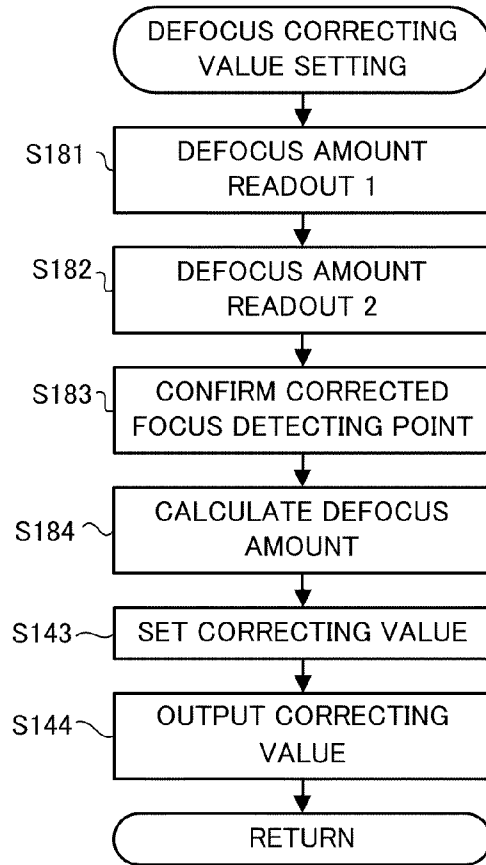 DEFOCUS CORRECTING
VALUE SETTING
S181
DEFOCUS AMOUNT
READOUT 1
S182
DEFOCUS AMOUNT
READOUT 2
S183
CONFIRM CORRECTED
FOCUS DETECTING POINT
S184
CALCULATE DEFOCUS
AMOUNT
S143
SET CORRECTING VALUE
S144
OUTPUT CORRECTING
VALUE
RETURN